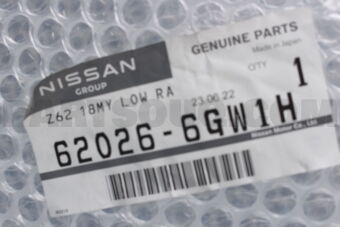 NISSAN
GROUP
GENUINE PARTS
Made in Japan
Q'TY
1
Z62 18MY LOW RA
23.06.22
62026-6GW1H
Nissan Motor Co., Ltd.